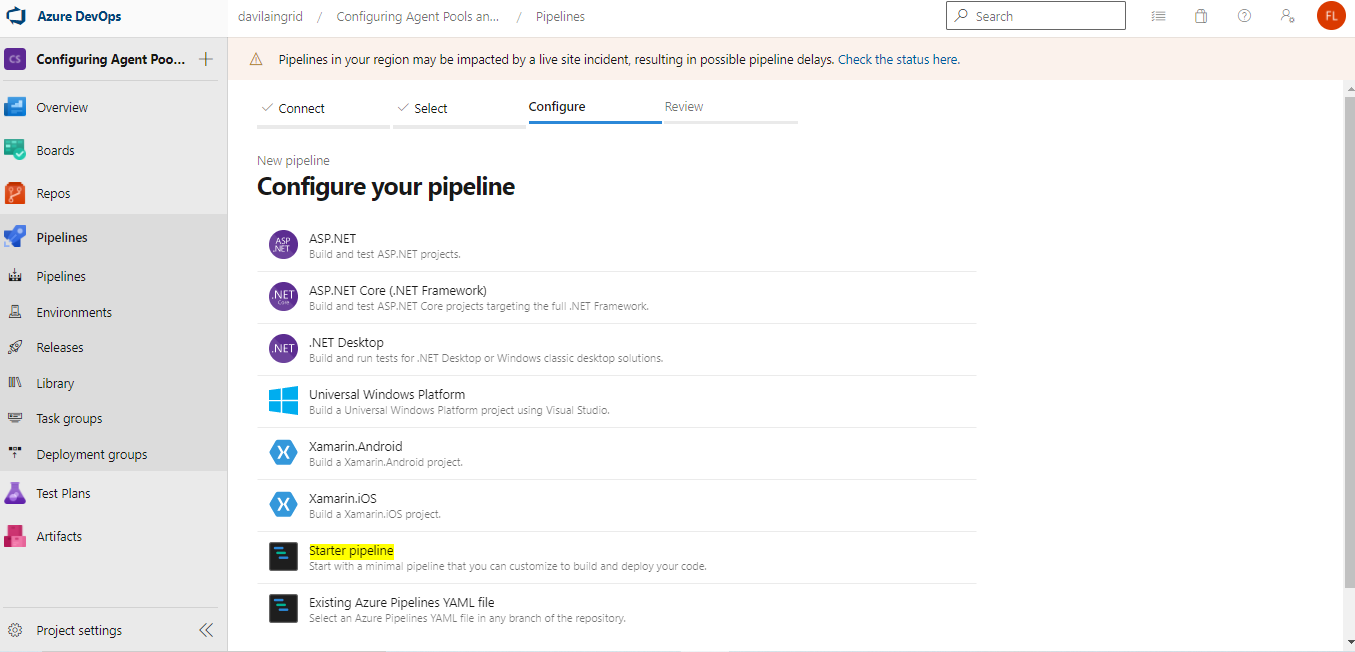 Azure DevOps
davilaingrid / Configuring Agent Pools an... / Pipelines
Search
FL
CS Configuring Agent Poo...
Pipelines in your region may be impacted by a live site incident, resulting in possible pipeline delays. Check the status here.
Overview
Boards
Repos
Pipelines
Pipelines
Environments
Releases
Library
Task groups
Deployment groups
Test Plans
Artifacts
Project settings
Connect
Select
Configure
Review
New pipeline
Configure your pipeline
ASP .NET
ASP.NET
Build and test ASP.NET projects.
.NET Core
ASP.NET Core (.NET Framework)
Build and test ASP.NET Core projects targeting the full .NET Framework.
.NET
.NET Desktop
Build and run tests for .NET Desktop or Windows classic desktop solutions.
Universal Windows Platform
Build a Universal Windows Platform project using Visual Studio.
Xamarin.Android
Build a Xamarin.Android project.
Xamarin.iOS
Build a Xamarin.iOS project.
Starter pipeline
Start with a minimal pipeline that you can customize to build and deploy your code.
Existing Azure Pipelines YAML file
Select an Azure Pipelines YAML file in any branch of the repository.